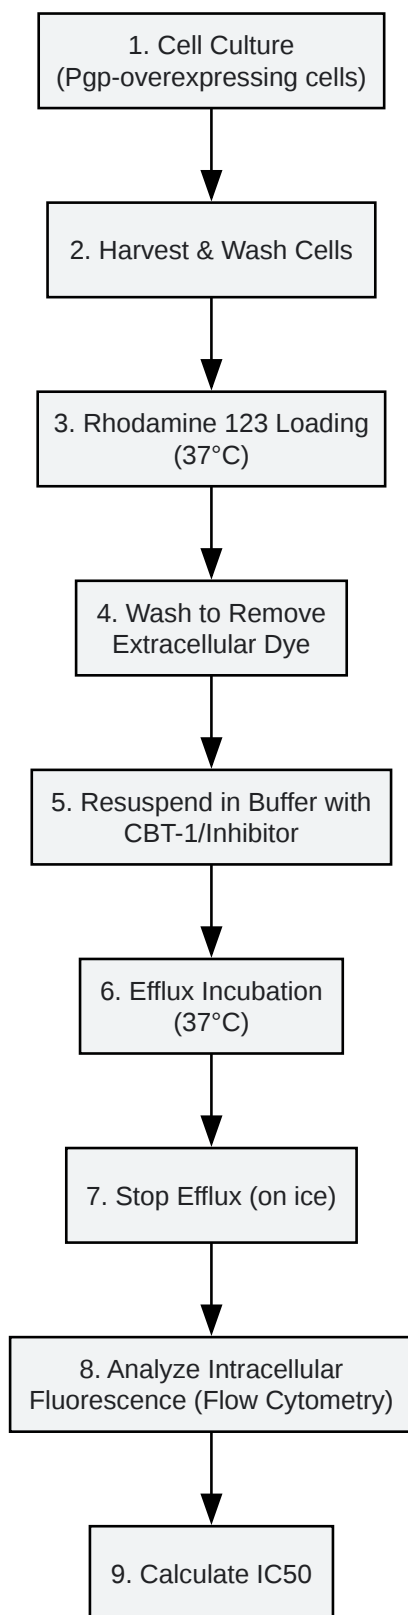 1. Cell Culture
(Pgp-overexpressing cells)
2. Harvest & Wash Cells
3. Rhodamine 123 Loading
(37°C)
4. Wash to Remove
Extracellular Dye
5. Resuspend in Buffer with
CBT-1/Inhibitor
6. Efflux Incubation
(37°C)
7. Stop Efflux (on ice)
8. Analyze Intracellular
Fluorescence (Flow Cytometry)
9. Calculate IC50